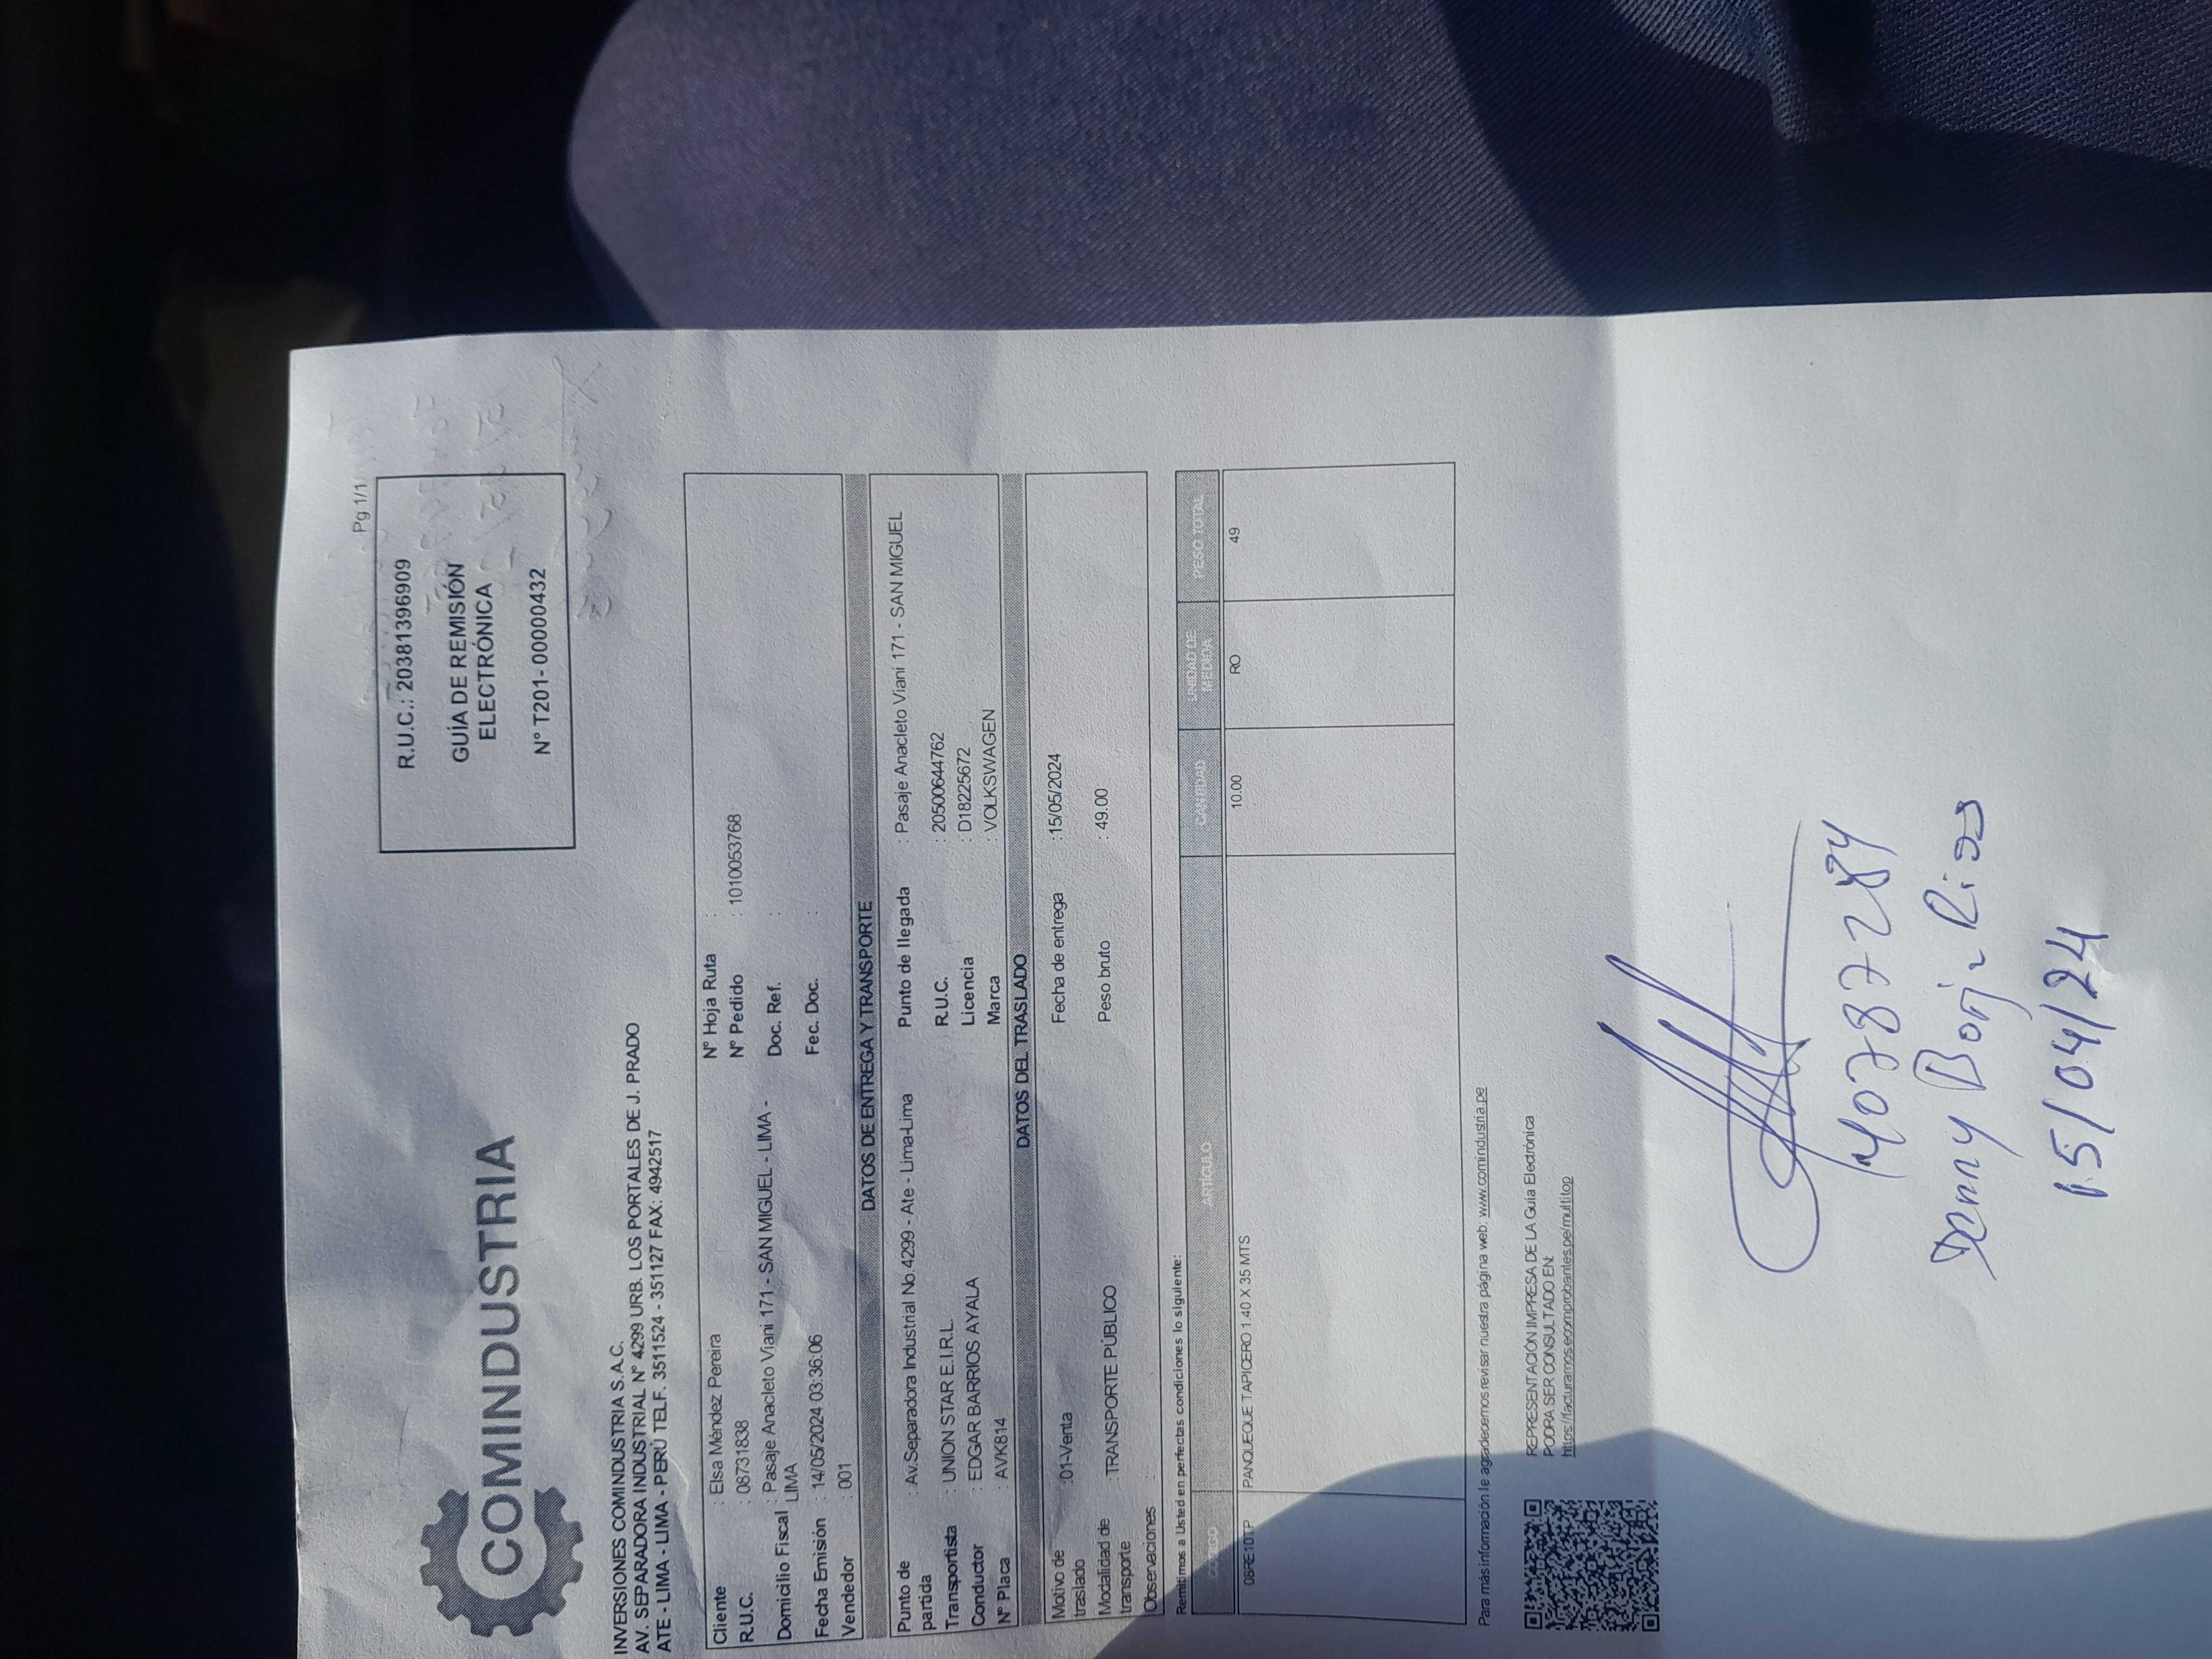 Pg 1/1
R.U.C.: 20381396909
GUÍA DE REMISIÓN
ELECTRÓNICA
N° T201- 00000432
COMINDUSTRIA
INVERSIONES COMINDUSTRIA S.A.C.
AV. SEPARADORA INDUSTRIAL N° 4299 URB. LOS PORTALES DE J. PRADO
ATE - LIMA - LIMA - PERÚ TELF. 3511524 - 351127 FAX: 4942517
Cliente : Elsa Mendez Pereira N° Hoja Ruta :
R.U.C. : 08731838 N° Pedido : 1010053768
Domicilio Fiscal : Pasaje Anacleto Viani 171 - SAN MIGUEL - LIMA - Doc. Ref. :
LIMA
Fecha Emisión : 14/05/2024 03:36:06 Fec. Doc. :
Vendedor : 001
DATOS DE ENTREGA Y TRANSPORTE
Punto de : Av.Separadora Industrial No.4299 - Ate - Lima-Lima Punto de llegada : Pasaje Anacleto Viani 171 - SAN MIGUEL
partida
Transportista : UNION STAR E.I.R.L. R.U.C. : 20500644762
Conductor : EDGAR BARRIOS AYALA Licencia : D18225672
N° Placa : AVK814 Marca : VOLKSWAGEN
DATOS DEL TRASLADO
Motivo de : 01-Venta Fecha de entrega : 15/05/2024
traslado
Modalidad de : TRANSPORTE PÚBLICO Peso bruto : 49.00
transporte
Observaciones :
Remitimos a Usted en perfectas condiciones lo siguiente:
CODIGO ARTÍCULO CANTIDAD UNIDAD DE MEDIDA PESO TOTAL
08RE101TP PANQUEQUE TAPICERO 1.40 X 35 MTS 10.00 RO 49
Para más información le agradecemos revisar nuestra página web: www.comindustria.pe
REPRESENTACIÓN IMPRESA DE LA Guía Electrónica
PODRA SER CONSULTADO EN:
https://facturamos.ecomprobantes.pe/multitop
40787284
Danny Borja Rios
15/04/24